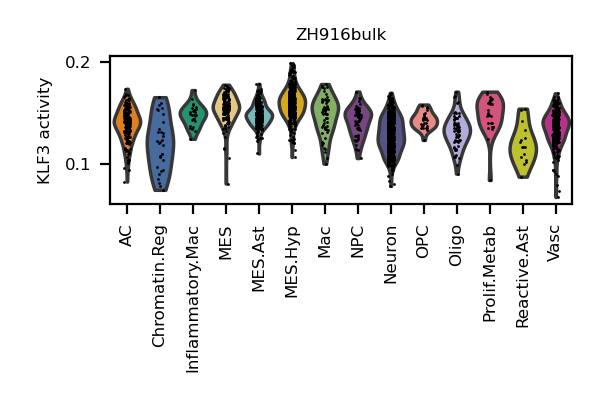 ZH916bulk
KLF3 activity
0.2
0.1
AC
Chromatin.Reg
Inflammatory.Mac
MES
MES.Ast
MES.Hyp
Mac
NPC
Neuron
OPC
Oligo
Prolif.Metab
Reactive.Ast
Vasc